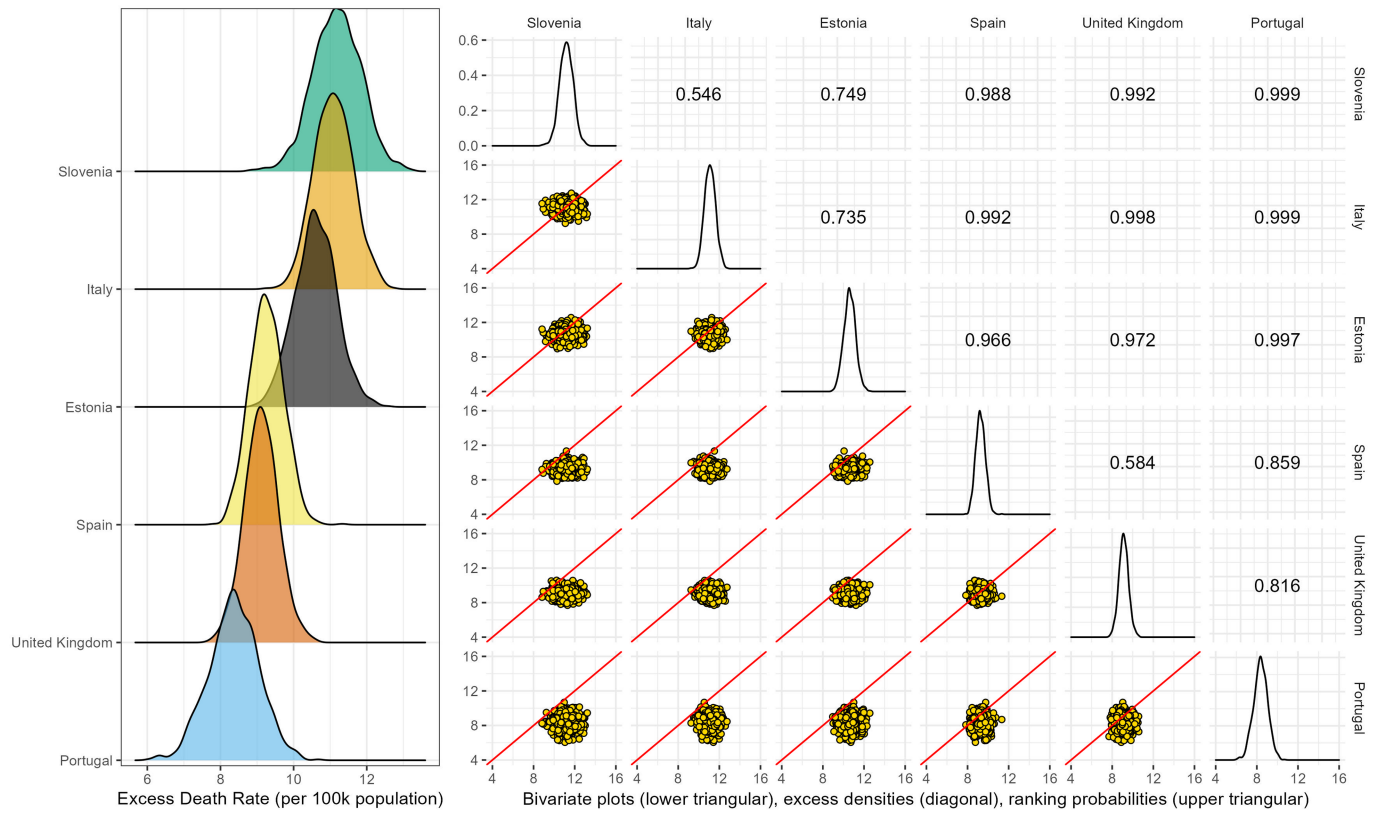 Slovenia
Italy
Estonia
Spain
United Kingdom
Portugal
6 8 10 12
Excess Death Rate (per 100k population)
Slovenia Italy Estonia Spain United Kingdom Portugal
0.6
0.4
0.2
0.0
0.546 0.749 0.988 0.992 0.999
Slovenia
16
12
8
4
0.735 0.992 0.998 0.999
Italy
16
12
8
4
0.966 0.972 0.997
Estonia
16
12
8
4
0.584 0.859
Spain
16
12
8
4
0.816
United Kingdom
16
12
8
4
Portugal
4 8 12 16 4 8 12 16 4 8 12 16 4 8 12 16 4 8 12 16 4 8 12 16
Bivariate plots (lower triangular), excess densities (diagonal), ranking probabilities (upper triangular)